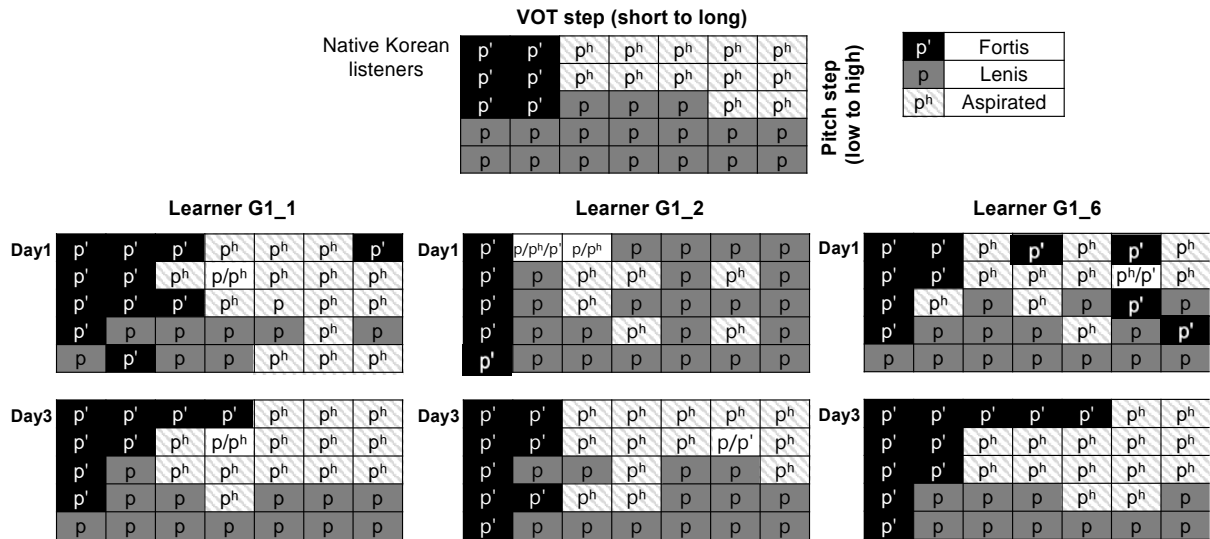 VOT step (short to long)
Native Korean
listeners
p' p' pʰ pʰ pʰ pʰ pʰ
p' p' pʰ pʰ pʰ pʰ pʰ
p' p' p p p pʰ pʰ
p p p p p p p
p p p p p p p
Pitch step
(low to high)
p' Fortis
p Lenis
pʰ Aspirated
Learner G1_1
Day1 p' p' p' pʰ pʰ pʰ p'
p' p' pʰ p/pʰ pʰ pʰ pʰ
p' p' p' pʰ p pʰ pʰ
p' p p p p pʰ p
p p' p p pʰ pʰ pʰ
Day3 p' p' p' p' pʰ pʰ pʰ
p' p' pʰ p/pʰ pʰ pʰ pʰ
p' p pʰ pʰ pʰ pʰ pʰ
p' p p pʰ p p p
p p p p p p p
Learner G1_2
Day1 p' p/pʰ/p' p/pʰ p p p p
p' p pʰ pʰ p pʰ p
p' p pʰ p p p p
p' p p pʰ p pʰ p
p' p p p p p p
Day3 p' p' pʰ pʰ pʰ pʰ pʰ
p' p' pʰ pʰ pʰ p/p' pʰ
p' p p pʰ p p pʰ
p' p' pʰ pʰ p p p
p' p p p p p p
Learner G1_6
Day1 p' p' pʰ p' pʰ p' pʰ
p' p' pʰ pʰ pʰ pʰ/p' pʰ
p' pʰ p pʰ p p' p
p' p p p pʰ p p'
p p p p p p p
Day3 p' p' p' p' p' pʰ pʰ
p' p' pʰ pʰ pʰ pʰ pʰ
p' p' pʰ pʰ pʰ pʰ pʰ
p' p p p pʰ pʰ p
p' p p p p p p